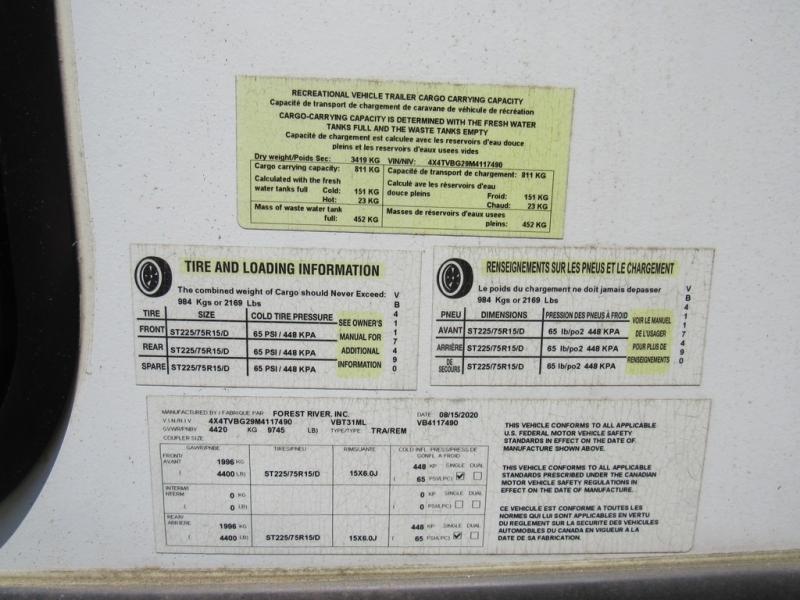 RECREATIONAL VEHICLE TRAILER CARGO CARRYING CAPACITY
Capacité de transport de chargement de caravane de véhicule de récréation
CARGO-CARRYING CAPACITY IS DETERMINED WITH THE FRESH WATER
TANKS FULL AND THE WASTE TANKS EMPTY
Capacité de chargement est calculee avec les reservoirs d'eau douce
pleins et les reservoirs d'eau usees vides
Dry weight/Poids Sec: 3419 KG VIN/NIV: 4X4TVBG29M4117490
Cargo carrying capacity: 811 KG Capacité de transport de chargement: 811 KG
Calculated with the fresh Calculé ave les réservoirs d'eau
water tanks full Cold: 151 KG douce pleins Froid: 151 KG
Hot: 23 KG Chaud: 23 KG
Mass of waste water tank Masses de réservoirs d'eaux usees
full: 452 KG pleins: 452 KG
TIRE AND LOADING INFORMATION
The combined weight of Cargo should Never Exceed:
984 Kgs or 2169 Lbs
TIRE SIZE COLD TIRE PRESSURE
FRONT ST225/75R15/D 65 PSI / 448 KPA
REAR ST225/75R15/D 65 PSI / 448 KPA
SPARE ST225/75R15/D 65 PSI / 448 KPA
SEE OWNER'S
MANUAL FOR
ADDITIONAL
INFORMATION
VB4117490
RENSEIGNEMENTS SUR LES PNEUS ET LE CHARGEMENT
Le poids du chargement ne doit jamais depasser
984 Kgs or 2169 Lbs
PNEU DIMENSIONS PRESSION DES PNEUS À FROID
AVANT ST225/75R15/D 65 lb/po2 448 KPA
ARRIÈRE ST225/75R15/D 65 lb/po2 448 KPA
DE
SECOURS ST225/75R15/D 65 lb/po2 448 KPA
VOIR LE MANUEL
DE L'USAGER
POUR PLUS DE
RENSEIGNEMENTS
VB4117490
MANUFACTURED BY / FABRIQUE PAR FOREST RIVER, INC. DATE 08/15/2020
V.I.N./N.I.V. 4X4TVBG29M4117490 VBT31ML VB4117490
GVWR/PNBV 4420 KG 9745 LB) TYPE/TYPE: TRA/REM
COUPLER SIZE
GAWR/PNBE TIRES/PNEU RIMS/JANTE COLD INFL. PRESS/PRESS DE
GONFL. A FROID
FRONT/
AVANT 1996 KG 448 KP SINGLE DUAL
( 4400 LB) ST225/75R15/D 15X6.0J ( 65 PSI/LPC)
0 KG 0 KP SINGLE DUAL
( 0 LB) ( 0 PSI/LPC)
REAR/
ARRIÈRE 1996 KG 448 KP SINGLE DUAL
( 4400 LB) ST225/75R15/D 15X6.0J ( 65 PSI/LPC)
THIS VEHICLE CONFORMS TO ALL APPLICABLE
U.S. FEDERAL MOTOR VEHICLE SAFETY
STANDARDS IN EFFECT ON THE DATE OF
MANUFACTURE SHOWN ABOVE.
THIS VEHICLE CONFORMS TO ALL APPLICABLE
STANDARDS PRESCRIBED UNDER THE CANADIAN
MOTOR VEHICLE SAFETY REGULATIONS IN
EFFECT ON THE DATE OF MANUFACTURE.
CE VEHICULE EST CONFORME A TOUTES LES
NORMES QUI LUI SONT APPLICABLES EN VERTU
DU REGLEMENT SUR LA SECURITE DES VEHICULES
AUTOMOBILES DU CANADA EN VIGUEUR A LA
DATE DE SA FABRICATION.